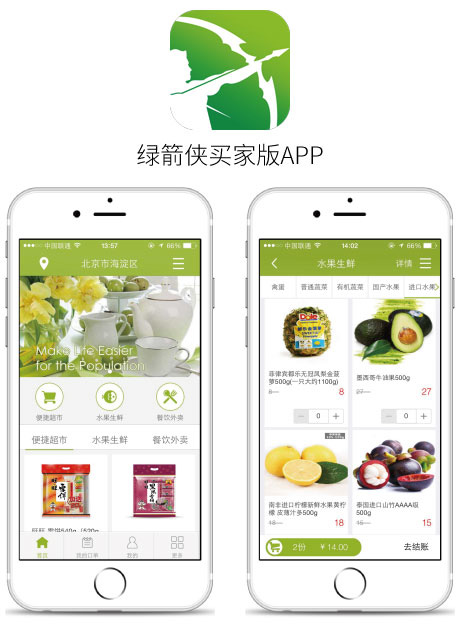 绿箭侠买家版APP
中国联通
13:57
66%
北京市海淀区
Make Life Easier
for the Population
便捷超市
水果生鲜
餐饮外卖
便捷超市
水果生鲜
餐饮外卖
首页
我的订单
我的
更多
中国联通
14:02
66%
水果生鲜
详情
禽蛋
普通蔬菜
有机蔬菜
国产水果
进口水果
Dole
菲律宾都乐无冠凤梨金菠
萝500g(一只大约1100g)
8
8
0
墨西哥牛油果500g
27
27
0
南非进口柠檬新鲜水果黄柠
檬 皮薄汁多500g
18
18
泰国进口山竹AAAA级
500g
15
15
2份
¥ 14.00
去结账